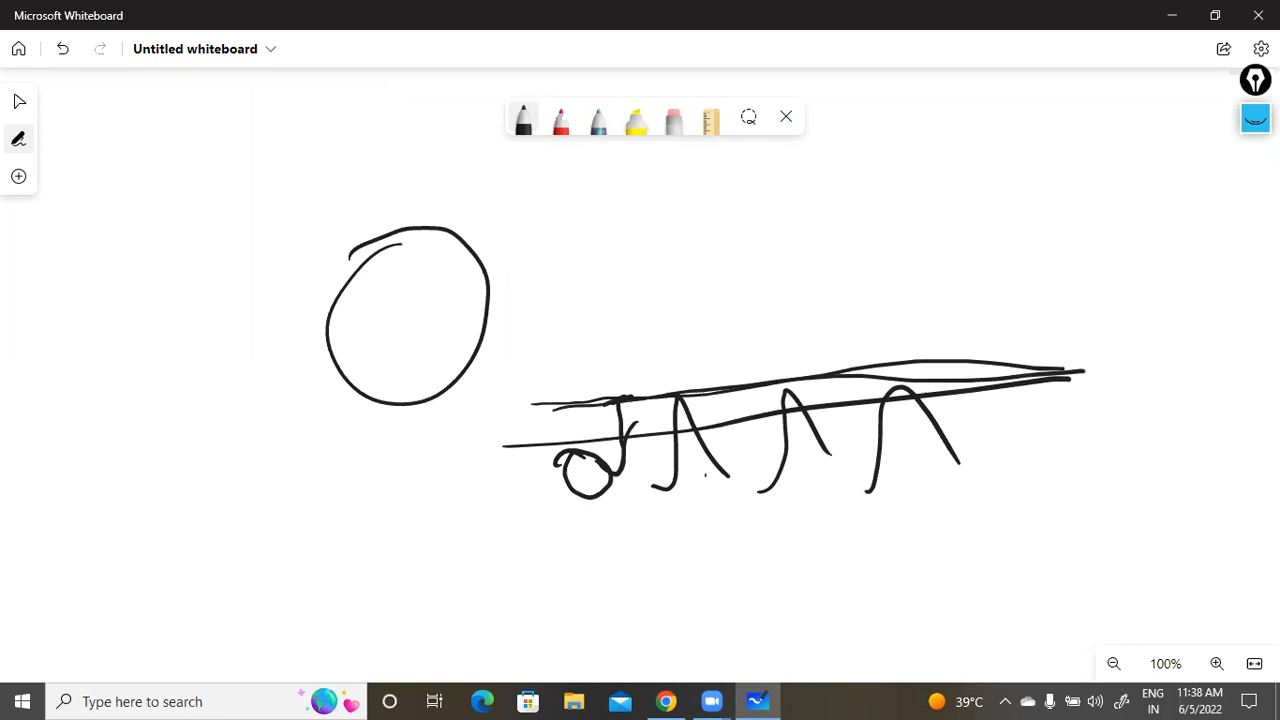 Microsoft Whiteboard
Untitled whiteboard
100%
Type here to search
39°C
ENG
IN
11:38 AM
6/5/2022